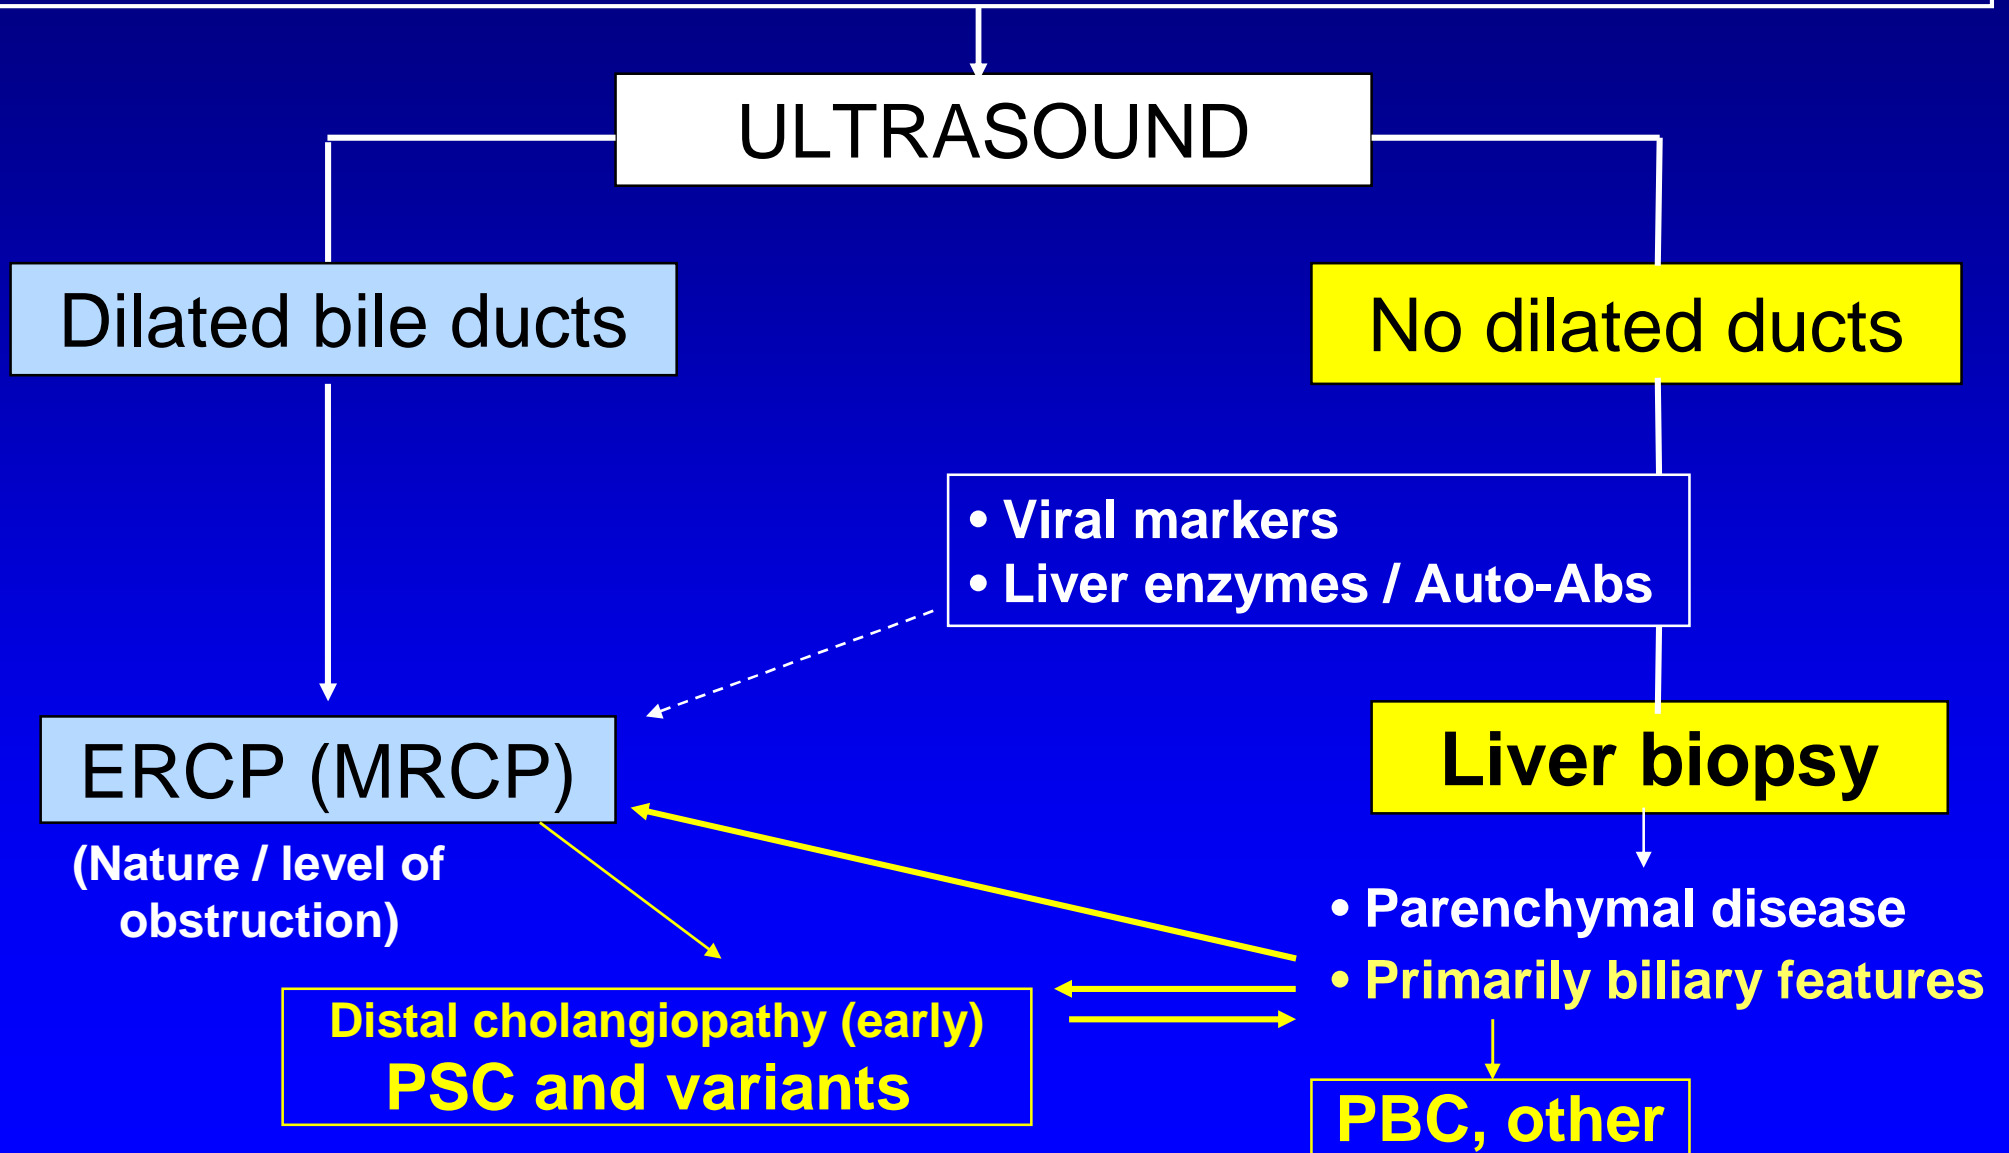 ULTRASOUND
Dilated bile ducts
No dilated ducts
• Viral markers
• Liver enzymes / Auto-Abs
ERCP (MRCP)
(Nature / level of
obstruction)
Liver biopsy
• Parenchymal disease
• Primarily biliary features
Distal cholangiopathy (early)
PSC and variants
PBC, other